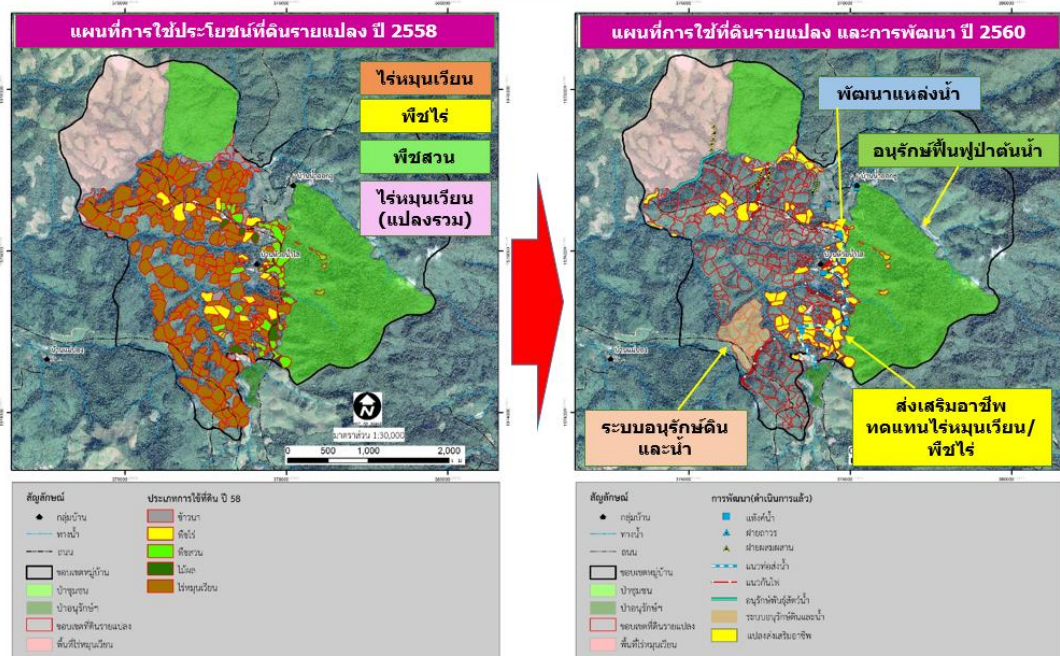 แผนที่การใช้ประโยชน์ที่ดินรายแปลง ปี 2558
ไร่หมุนเวียน
พืชไร่
พืชสวน
ไร่หมุนเวียน
(แปลงรวม)
มาตราส่วน 1:30,000
0 500 1,000 2,000
สัญลักษณ์
กลุ่มบ้าน
ทางน้ำ
ถนน
ขอบเขตหมู่บ้าน
ป่าชุมชน
ป่าอนุรักษ์ฯ
ขอบเขตที่ดินรายแปลง
พื้นที่ไร่หมุนเวียน
ประเภทการใช้ที่ดิน ปี 58
ข้าวนา
พืชไร่
พืชสวน
ไม้ผล
ไร่หมุนเวียน
แผนที่การใช้ที่ดินรายแปลง และการพัฒนา ปี 2560
พัฒนาแหล่งน้ำ
อนุรักษ์ฟื้นฟูป่าต้นน้ำ
ระบบอนุรักษ์ดิน
และน้ำ
ส่งเสริมอาชีพ
ทดแทนไร่หมุนเวียน/
พืชไร่
สัญลักษณ์
กลุ่มบ้าน
ทางน้ำ
ถนน
ขอบเขตหมู่บ้าน
ป่าชุมชน
ป่าอนุรักษ์ฯ
ขอบเขตที่ดินรายแปลง
พื้นที่ไร่หมุนเวียน
การพัฒนา(ดำเนินการแล้ว)
แท้งค์น้ำ
ฝายถาวร
ฝายผสมผสาน
แนวท่อส่งน้ำ
แนวกันไฟ
อนุรักษ์พันธุ์สัตว์น้ำ
ระบบอนุรักษ์ดินและน้ำ
แปลงส่งเสริมอาชีพ